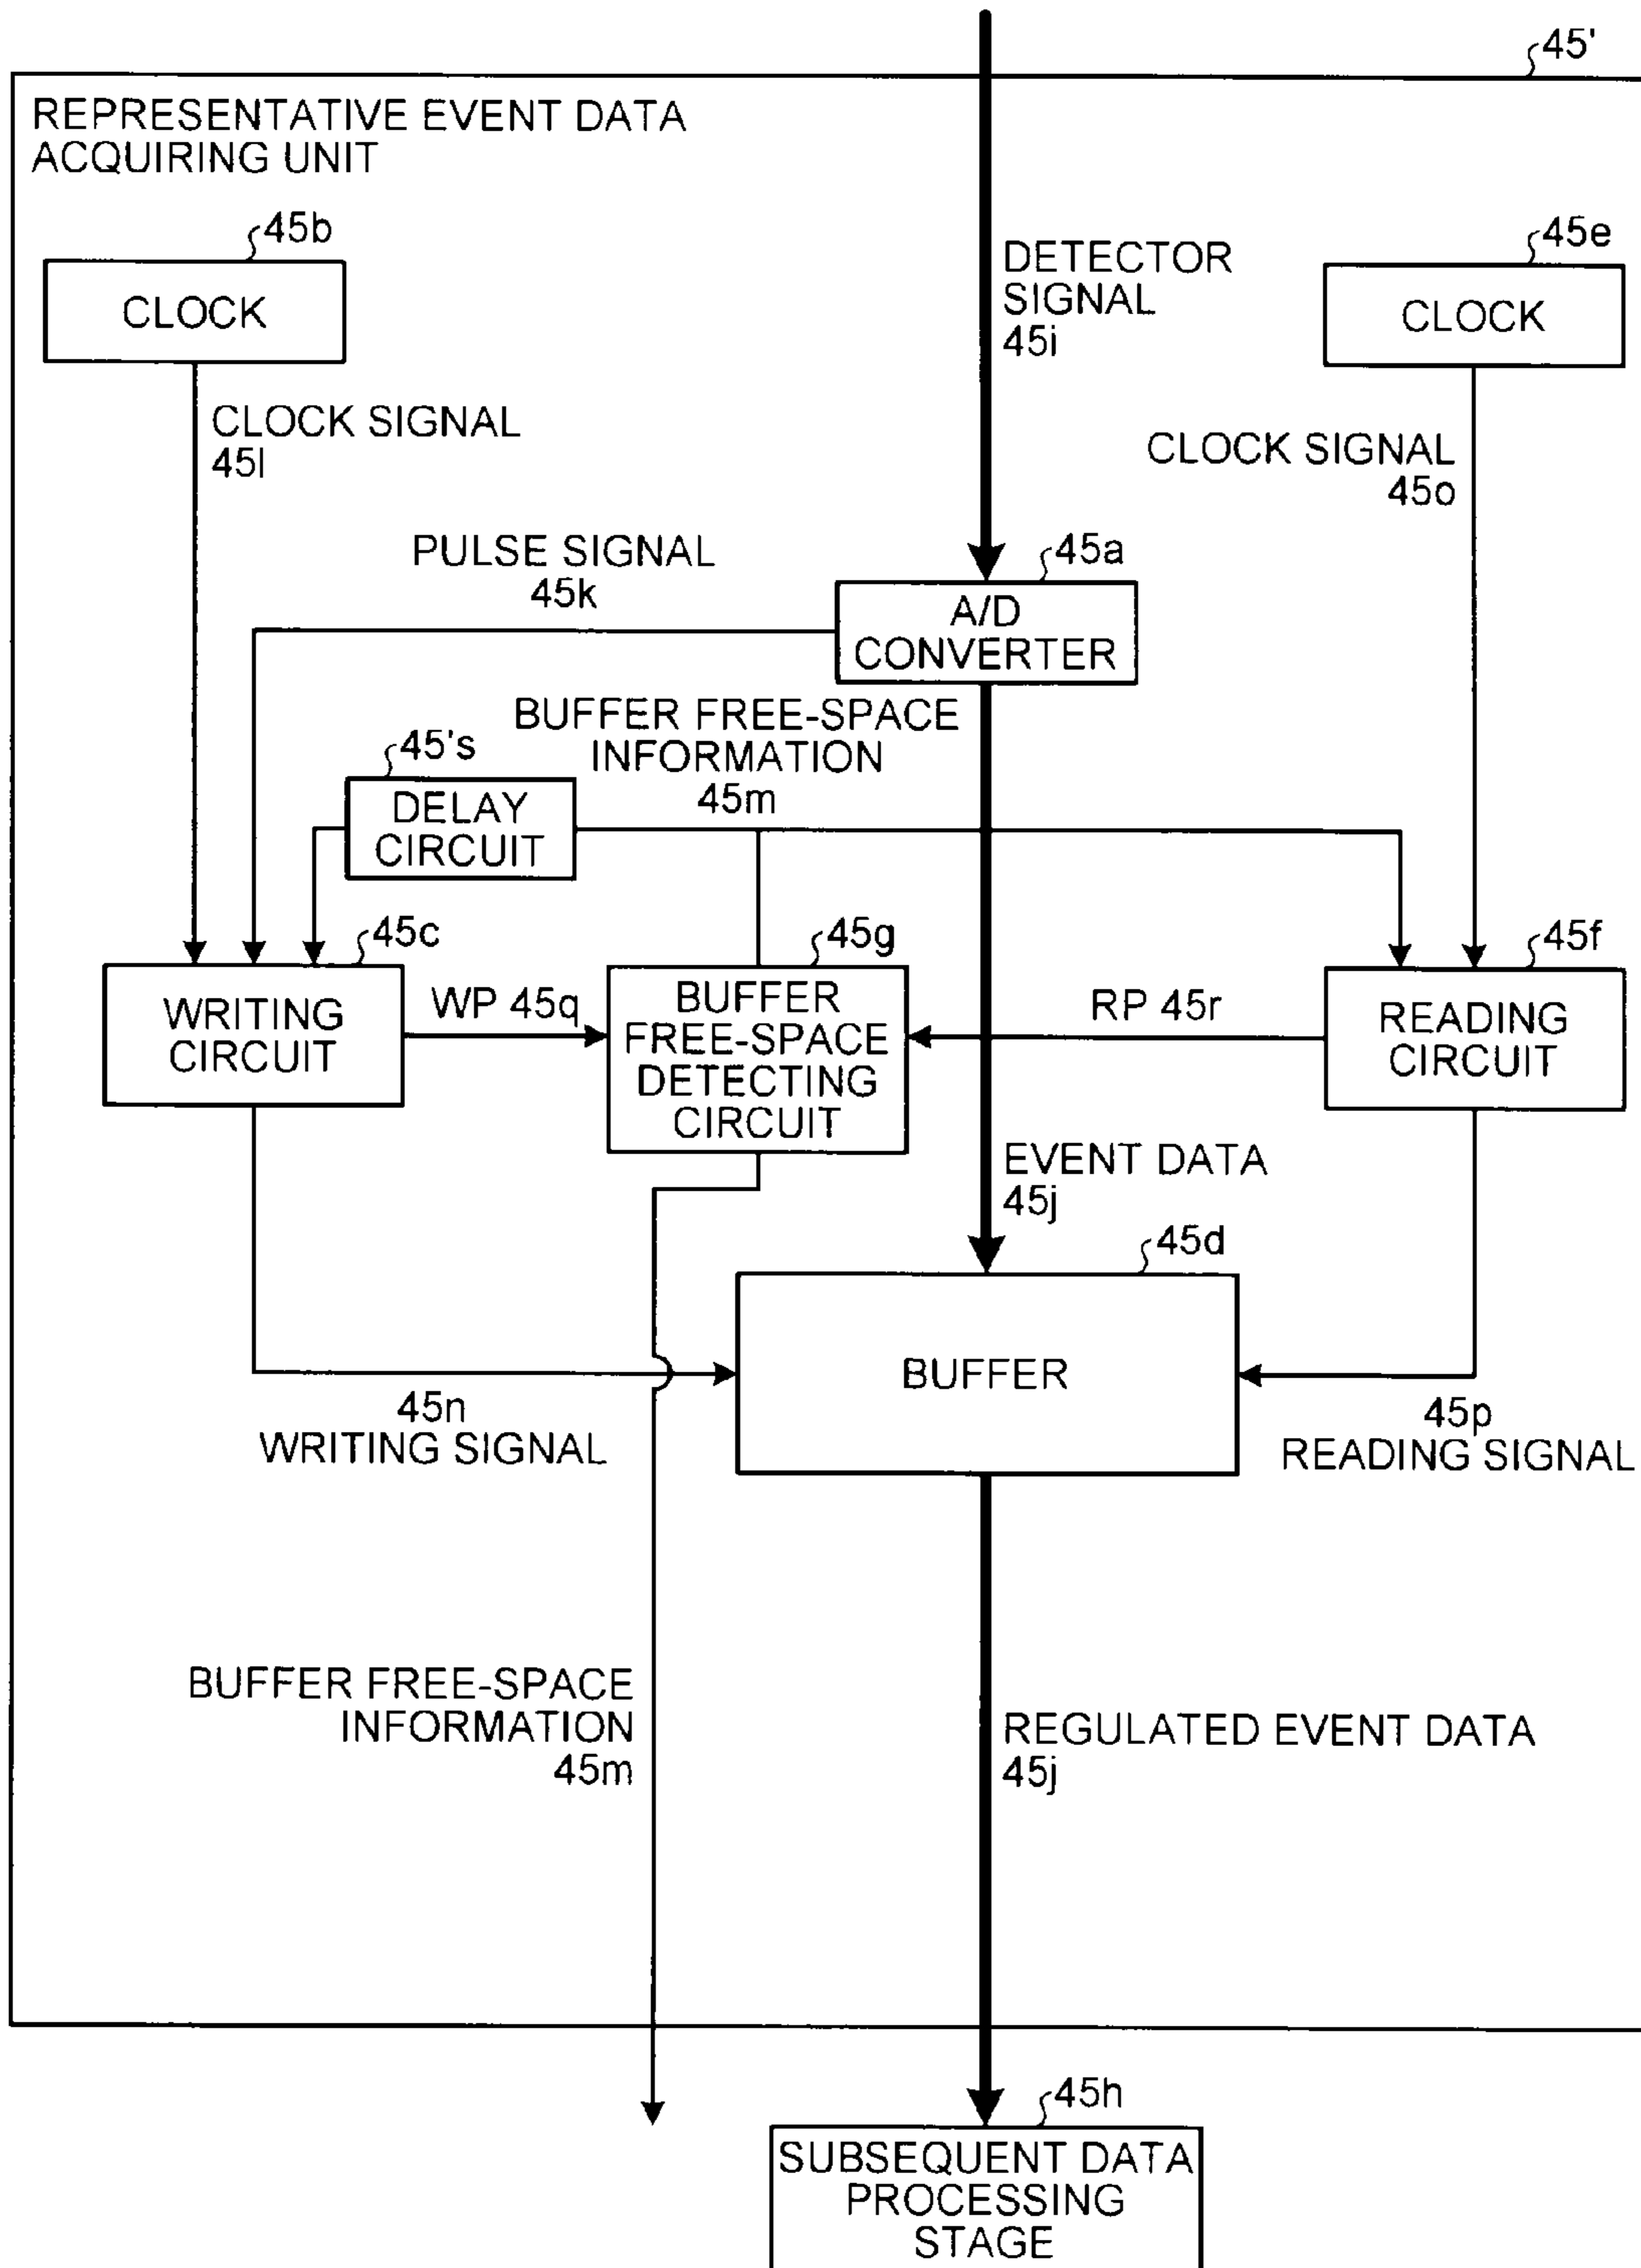 45'
REPRESENTATIVE EVENT DATA
ACQUIRING UNIT
45b
CLOCK
DETECTOR
SIGNAL
45i
45e
CLOCK
CLOCK SIGNAL
45l
CLOCK SIGNAL
45o
PULSE SIGNAL
45k
45a
A/D
CONVERTER
BUFFER FREE-SPACE
INFORMATION
45m
45's
DELAY
CIRCUIT
45c
WRITING
CIRCUIT
WP 45q
45g
BUFFER
FREE-SPACE
DETECTING
CIRCUIT
RP 45r
45f
READING
CIRCUIT
EVENT DATA
45j
45d
BUFFER
45n
WRITING SIGNAL
45p
READING SIGNAL
BUFFER FREE-SPACE
INFORMATION
45m
REGULATED EVENT DATA
45j
45h
SUBSEQUENT DATA
PROCESSING
STAGE